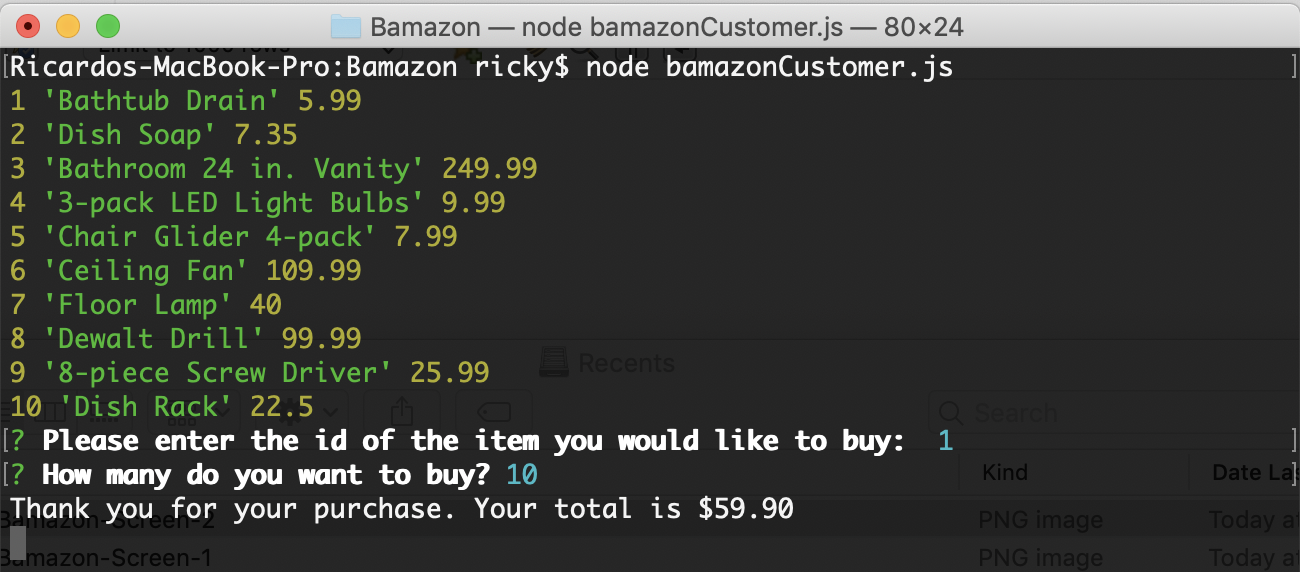 Bamazon — node bamazonCustomer.js — 80×24
[Ricardos-MacBook-Pro:Bamazon ricky$ node bamazonCustomer.js ]
1 'Bathtub Drain' 5.99
2 'Dish Soap' 7.35
3 'Bathroom 24 in. Vanity' 249.99
4 '3-pack LED Light Bulbs' 9.99
5 'Chair Glider 4-pack' 7.99
6 'Ceiling Fan' 109.99
7 'Floor Lamp' 40
8 'Dewalt Drill' 99.99
9 '8-piece Screw Driver' 25.99
Recents
10 'Dish Rack' 22.5
Search
[? Please enter the id of the item you would like to buy:  1 ]
[? How many do you want to buy? 10 ]
Kind Date Las
Thank you for your purchase. Your total is $59.90
Bamazon-Screen-2 PNG image Today at
Bamazon-Screen-1 PNG image Today at